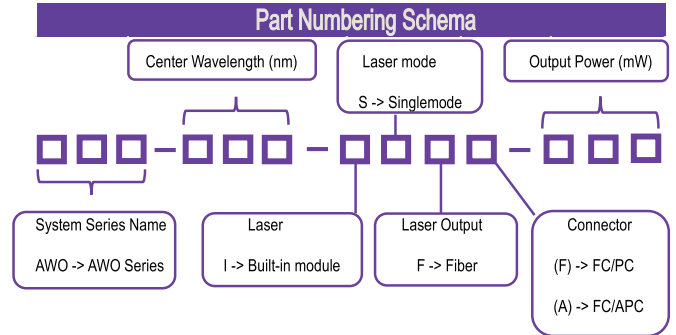 Part Numbering Schema
Center Wavelength (nm)
Laser mode
S -> Singlemode
Output Power (mW)
System Series Name
AWO -> AWO Series
Laser
I -> Built-in module
Laser Output
F -> Fiber
Connector
(F) -> FC/PC
(A) -> FC/APC